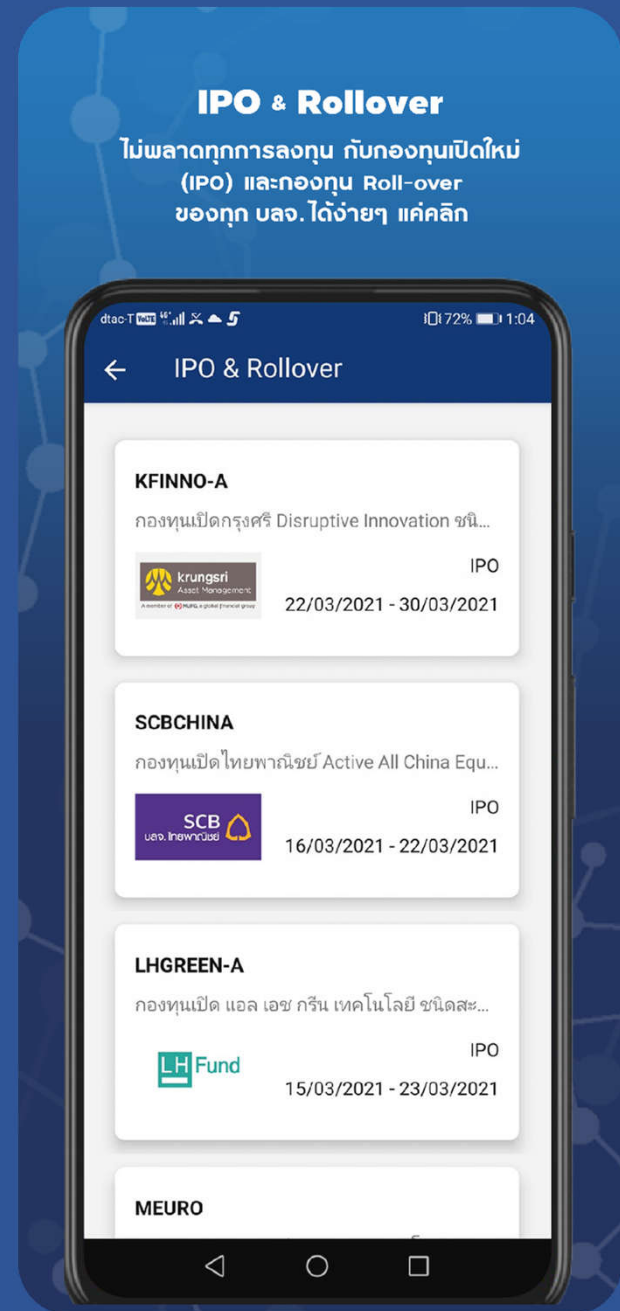 IPO & Rollover
ไม่พลาดทุกการลงทุน กับกองทุนเปิดใหม่
(IPO) และกองทุน Roll-over
ของทุก บลจ. ได้ง่ายๆ แค่คลิก
dtac-T VoLTE 72% 1:04
IPO & Rollover
KFINNO-A
กองทุนเปิดกรุงศรี Disruptive Innovation ชนิ...
krungsri
Asset Management
A member of MUFG, a global financial group
IPO
22/03/2021 - 30/03/2021
SCBCHINA
กองทุนเปิดไทยพาณิชย์ Active All China Equ...
SCB
บลจ. ไทยพาณิชย์
IPO
16/03/2021 - 22/03/2021
LHGREEN-A
กองทุนเปิด แอล เอช กรีน เทคโนโลยี ชนิดสะ...
LH Fund
IPO
15/03/2021 - 23/03/2021
MEURO